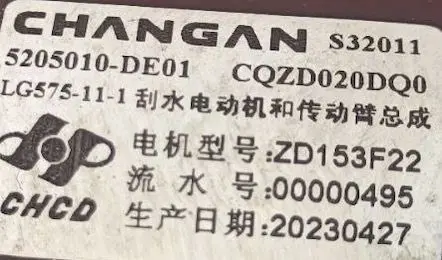 CHANGAN S32011
5205010-DE01 CQZD020DQ0
LG575-11-1 刮水电动机和传动臂总成
电机型号:ZD153F22
流水号:00000495
CHCD
生产日期:20230427